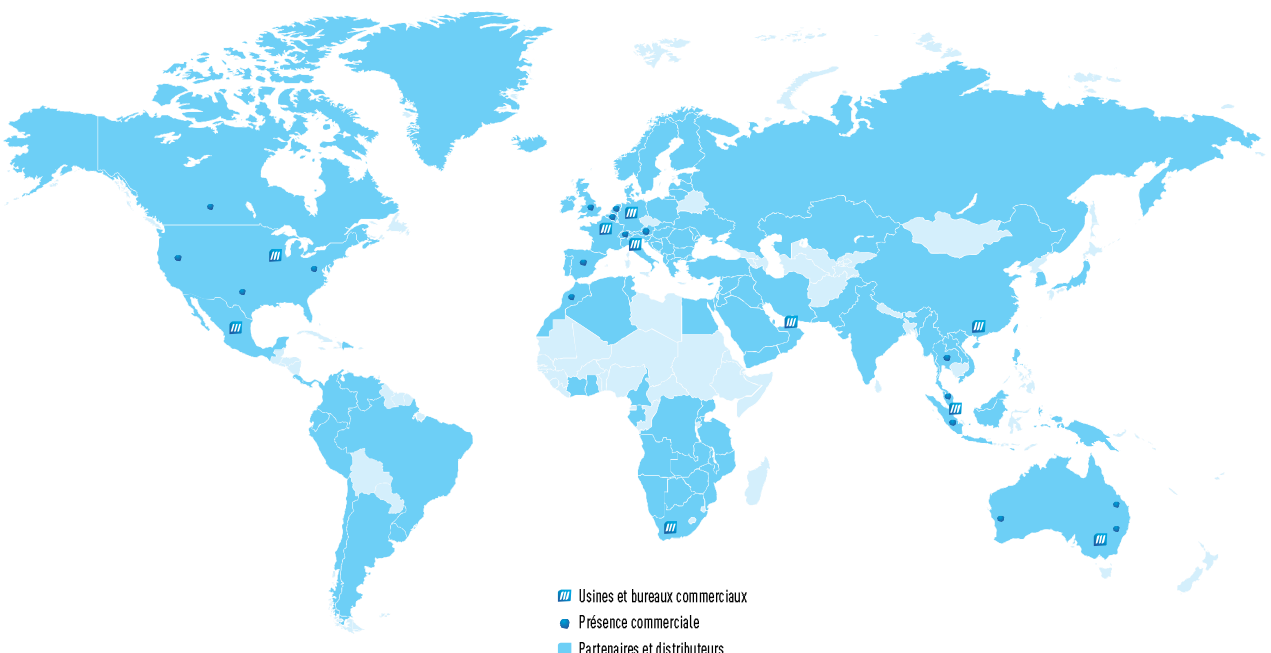 Usines et bureaux commerciaux
Présence commerciale
Partenaires et distributeurs